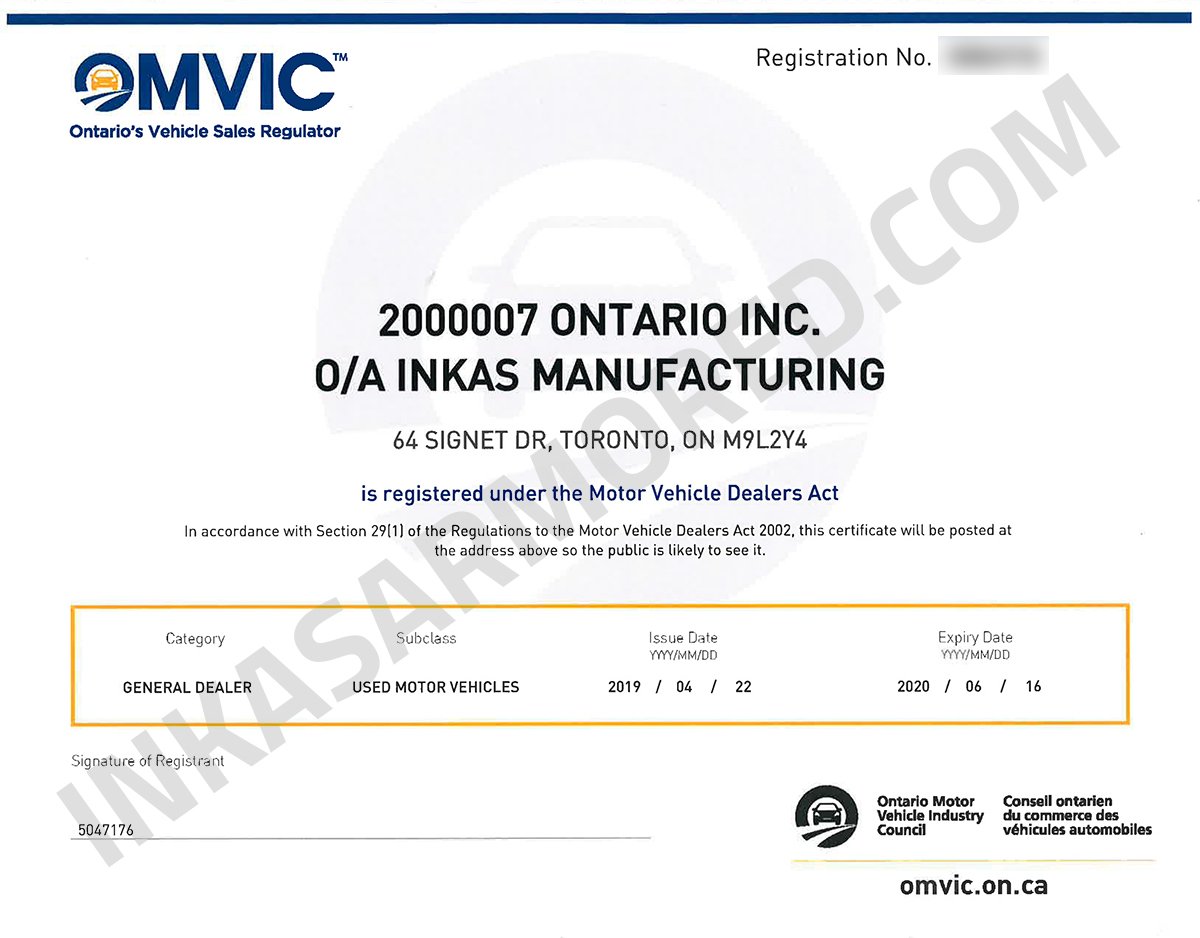 OMVIC™
Ontario's Vehicle Sales Regulator
Registration No.
2000007 ONTARIO INC.
O/A INKAS MANUFACTURING
64 SIGNET DR, TORONTO, ON M9L2Y4
is registered under the Motor Vehicle Dealers Act
In accordance with Section 29(1) of the Regulations to the Motor Vehicle Dealers Act 2002, this certificate will be posted at
the address above so the public is likely to see it.
Category Subclass Issue Date Expiry Date
YYYY/MM/DD YYYY/MM/DD
GENERAL DEALER USED MOTOR VEHICLES 2019 / 04 / 22 2020 / 06 / 16
Signature of Registrant
5047176
Ontario Motor
Vehicle Industry
Council
Conseil ontarien
du commerce des
véhicules automobiles
omvic.on.ca
INKASARMORED.COM